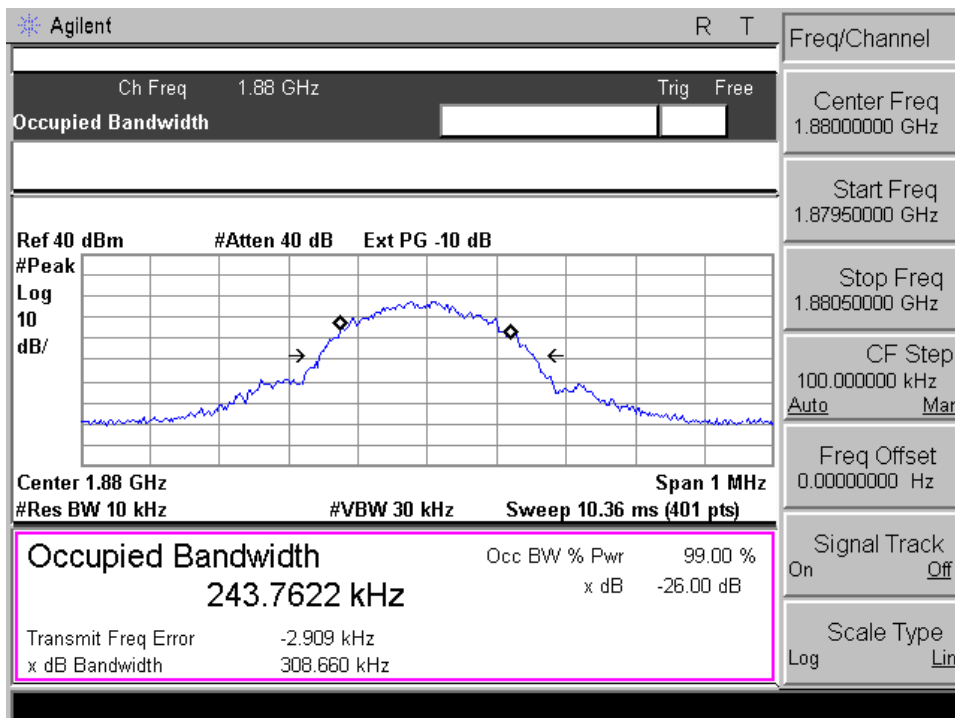 Agilent R T
Ch Freq 1.88 GHz Trig Free
Occupied Bandwidth
Ref 40 dBm #Atten 40 dB Ext PG -10 dB
#Peak
Log
10
dB/
Center 1.88 GHz Span 1 MHz
#Res BW 10 kHz #VBW 30 kHz Sweep 10.36 ms (401 pts)
Occupied Bandwidth
243.7622 kHz
Occ BW % Pwr 99.00 %
x dB -26.00 dB
Transmit Freq Error -2.909 kHz
x dB Bandwidth 308.660 kHz
Freq/Channel
Center Freq
1.88000000 GHz
Start Freq
1.87950000 GHz
Stop Freq
1.88050000 GHz
CF Step
100.000000 kHz
Auto Man
Freq Offset
0.00000000 Hz
Signal Track
On Off
Scale Type
Log Lin